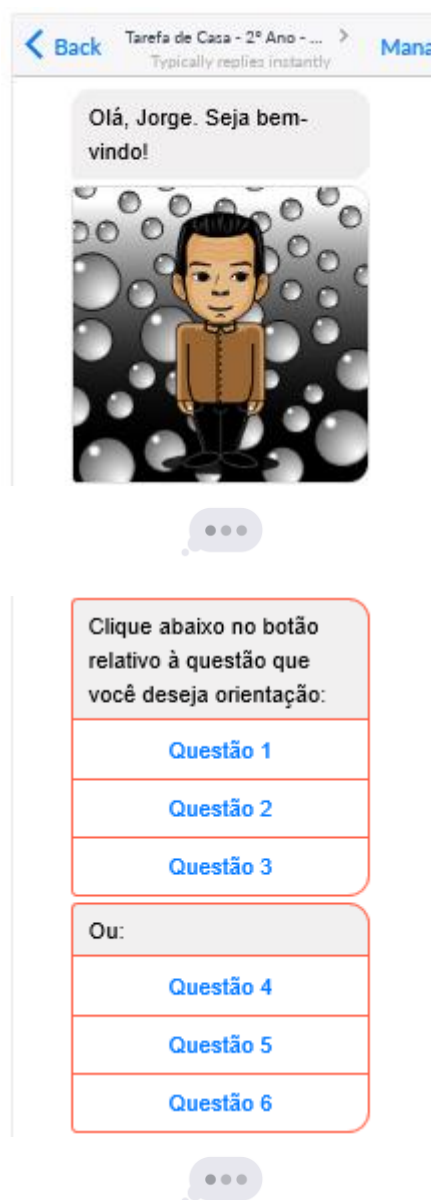 Back
Tarefa de Casa - 2º Ano - ...
Typically replies instantly
Mana
Olá, Jorge. Seja bem-
vindo!
Clique abaixo no botão
relativo à questão que
você deseja orientação:
Questão 1
Questão 2
Questão 3
Ou:
Questão 4
Questão 5
Questão 6